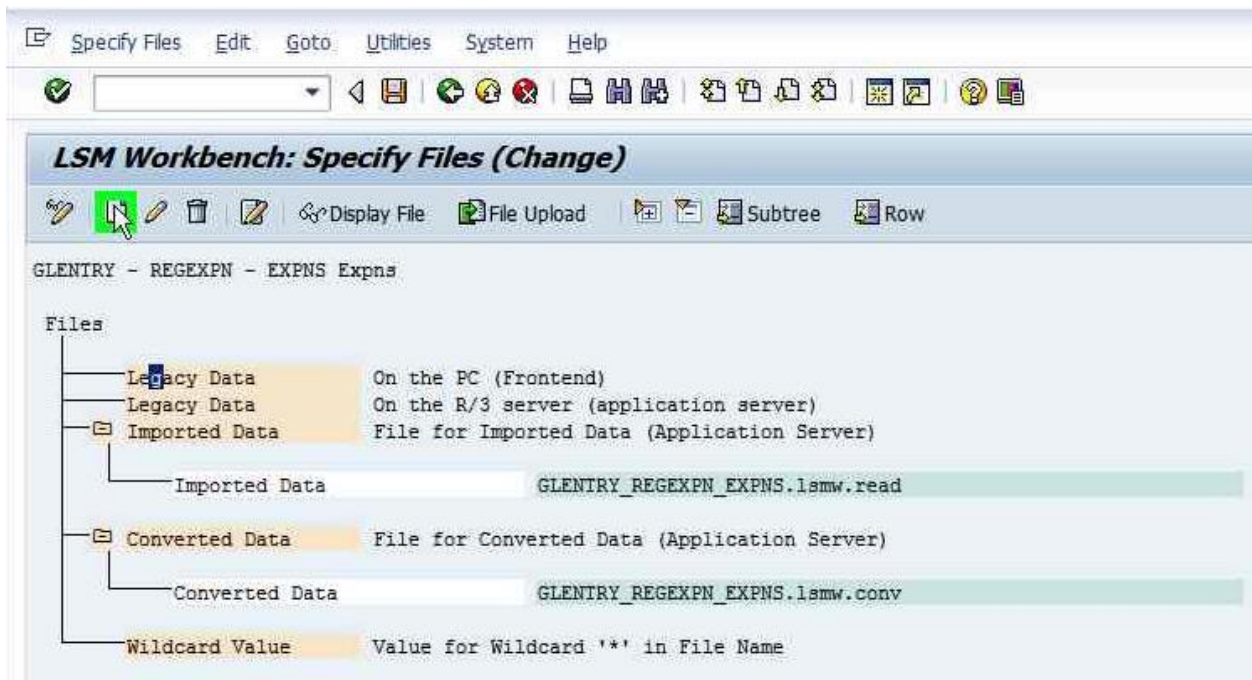 Specify Files Edit Goto Utilities System Help
LSM Workbench: Specify Files (Change)
Display File File Upload Subtree Row
GLENTRY - REGEXPN - EXPNS Expns
Files
Legacy Data On the PC (Frontend)
Legacy Data On the R/3 server (application server)
Imported Data File for Imported Data (Application Server)
Imported Data GLENTRY_REGEXPN_EXPNS.lsmw.read
Converted Data File for Converted Data (Application Server)
Converted Data GLENTRY_REGEXPN_EXPNS.lsmw.conv
Wildcard Value Value for Wildcard '*' in File Name